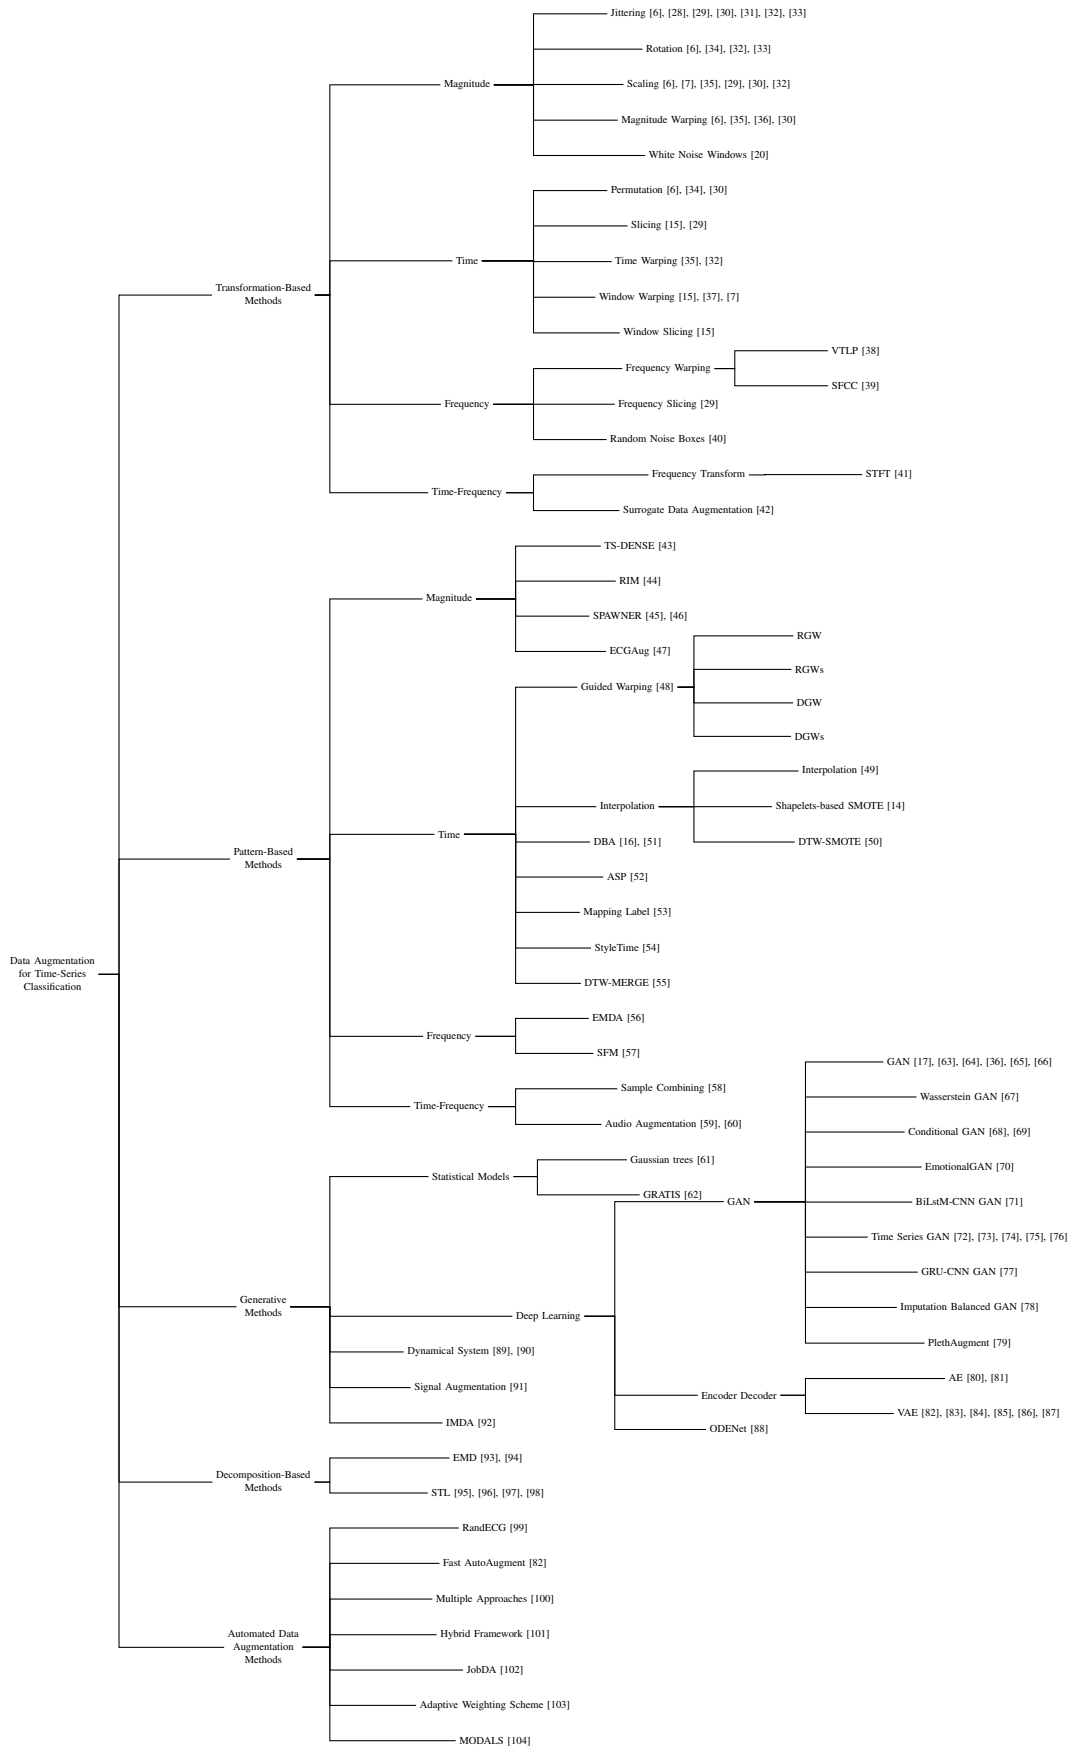 Jittering [6], [28], [29], [30], [31], [32], [33]
Rotation [6], [34], [32], [33]
Magnitude
Scaling [6], [7], [35], [29], [30], [32]
Magnitude Warping [6], [35], [36], [30]
White Noise Windows [20]
Permutation [6], [34], [30]
Slicing [15], [29]
Time
Time Warping [35], [32]
Transformation-Based
Methods
Window Warping [15], [37], [7]
Window Slicing [15]
VTLP [38]
Frequency Warping
SFCC [39]
Frequency
Frequency Slicing [29]
Random Noise Boxes [40]
Frequency Transform
STFT [41]
Time-Frequency
Surrogate Data Augmentation [42]
TS-DENSE [43]
RIM [44]
Magnitude
SPAWNER [45], [46]
ECGAug [47]
RGW
RGWs
Guided Warping [48]
DGW
DGWs
Interpolation [49]
Interpolation
Shapelets-based SMOTE [14]
Time
DBA [16], [51]
DTW-SMOTE [50]
Pattern-Based
Methods
ASP [52]
Mapping Label [53]
StyleTime [54]
Data Augmentation
for Time-Series
Classification
DTW-MERGE [55]
EMDA [56]
Frequency
SFM [57]
GAN [17], [63], [64], [36], [65], [66]
Sample Combining [58]
Wasserstein GAN [67]
Time-Frequency
Audio Augmentation [59], [60]
Conditional GAN [68], [69]
Gaussian trees [61]
EmotionalGAN [70]
Statistical Models
GRATIS [62]
GAN
BiLstM-CNN GAN [71]
Time Series GAN [72], [73], [74], [75], [76]
GRU-CNN GAN [77]
Generative
Methods
Imputation Balanced GAN [78]
Deep Learning
PlethAugment [79]
Dynamical System [89], [90]
AE [80], [81]
Signal Augmentation [91]
Encoder Decoder
VAE [82], [83], [84], [85], [86], [87]
IMDA [92]
ODENet [88]
EMD [93], [94]
Decomposition-Based
Methods
STL [95], [96], [97], [98]
RandECG [99]
Fast AutoAugment [82]
Multiple Approaches [100]
Hybrid Framework [101]
Automated Data
Augmentation
Methods
JobDA [102]
Adaptive Weighting Scheme [103]
MODALS [104]